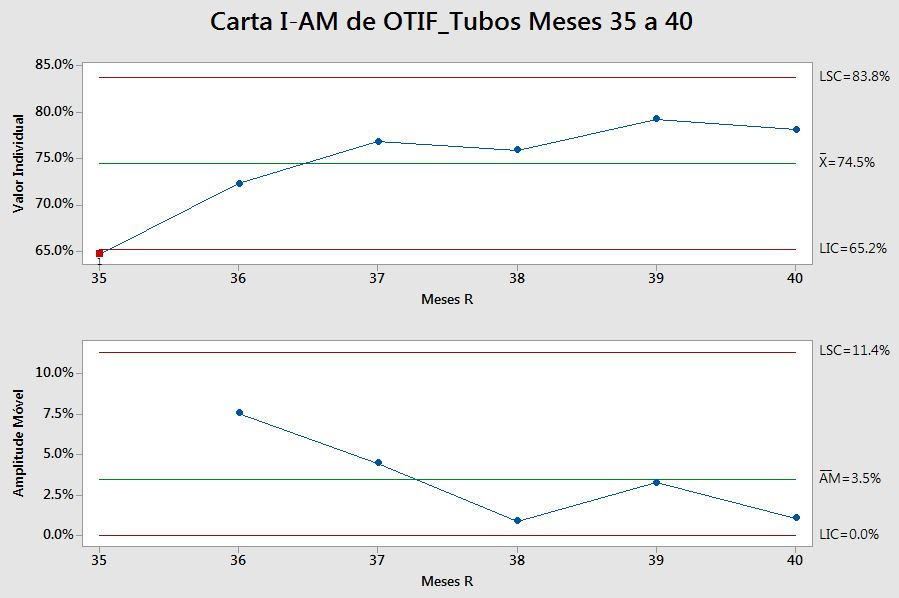 Carta I-AM de OTIF_Tubos Meses 35 a 40
85.0%
80.0%
75.0%
70.0%
65.0%
Valor Individual
LSC=83.8%
X̅=74.5%
LIC=65.2%
1
35 36 37 38 39 40
Meses R
10.0%
7.5%
5.0%
2.5%
0.0%
Amplitude Móvel
LSC=11.4%
A̅M̅=3.5%
LIC=0.0%
35 36 37 38 39 40
Meses R